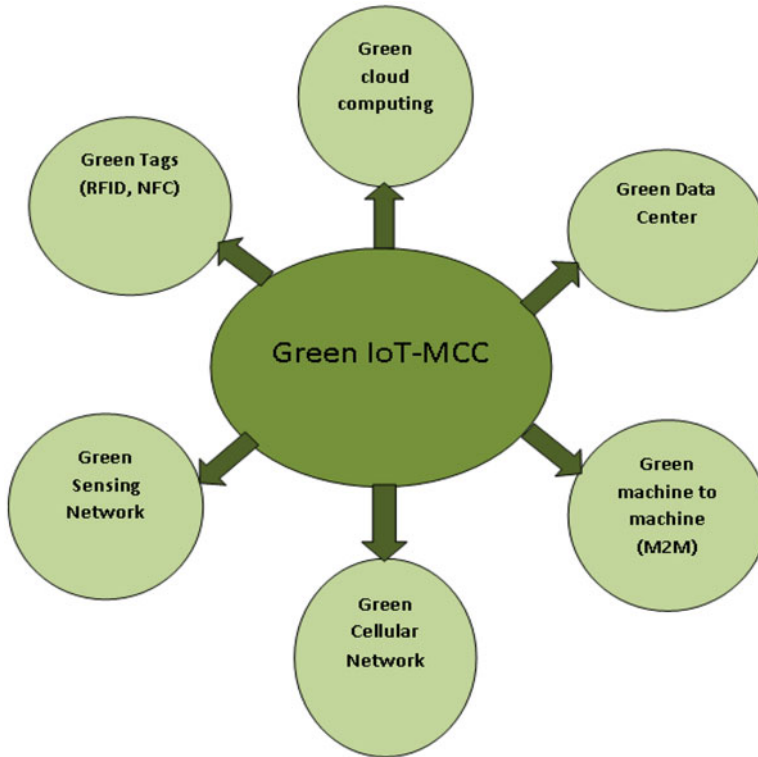 Green
cloud
computing
Green Tags
(RFID, NFC)
Green Data
Center
Green IoT-MCC
Green
Sensing
Network
Green
machine to
machine
(M2M)
Green
Cellular
Network